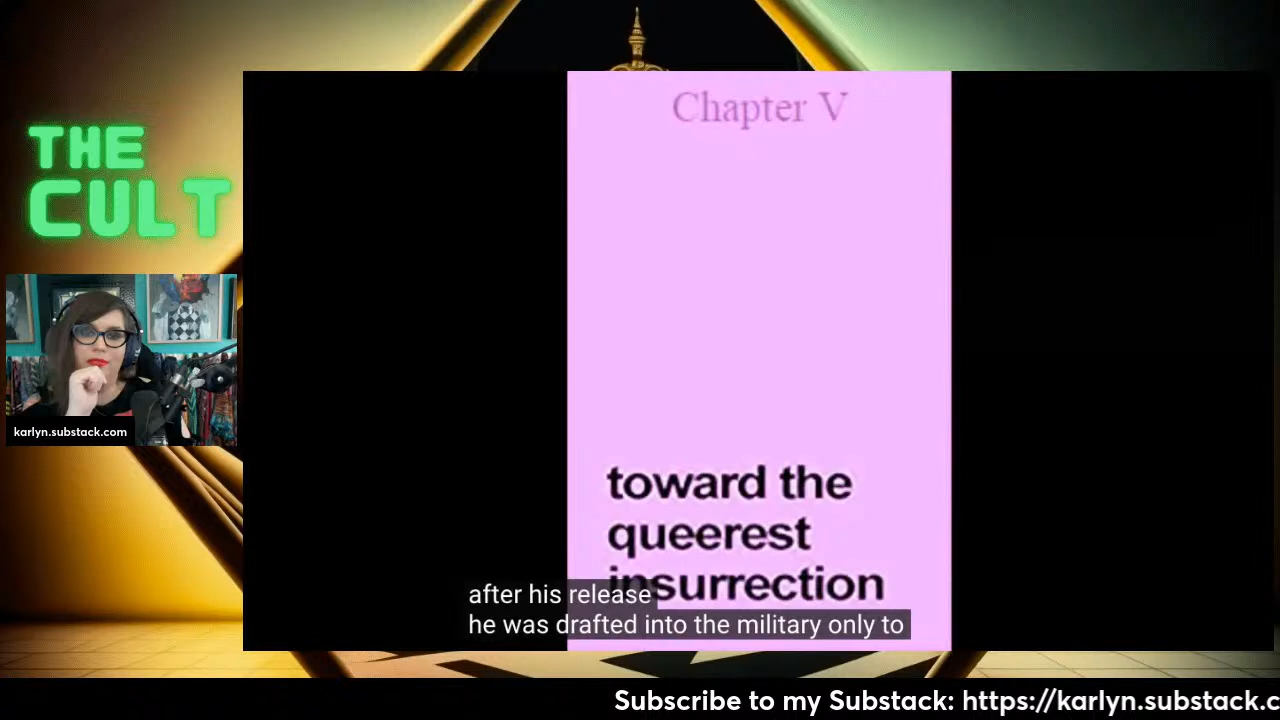 THE
CULT
karlyn.substack.com
Chapter V
toward the
queerest
insurrection
after his release
he was drafted into the military only to
Subscribe to my Substack: https://karlyn.substack.c